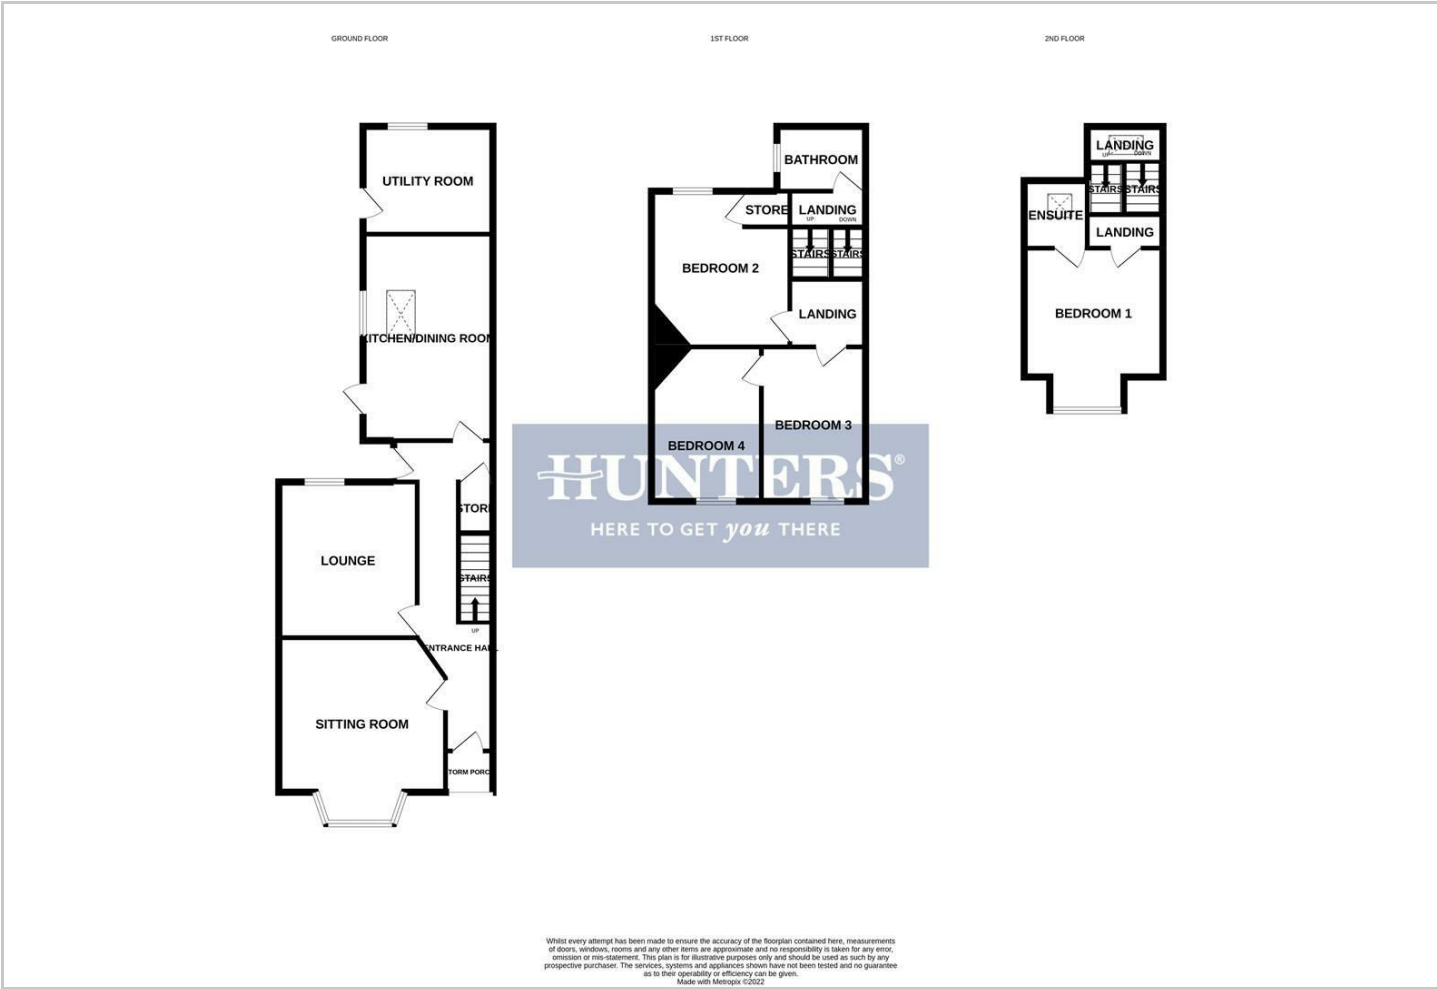 GROUND FLOOR
1ST FLOOR
2ND FLOOR
UTILITY ROOM
KITCHEN/DINING ROOM
STORE
LOUNGE
STAIRS
UP
ENTRANCE HALL
SITTING ROOM
STORM PORCH
BATHROOM
STORE
LANDING
UP
DOWN
STAIRS
STAIRS
BEDROOM 2
LANDING
BEDROOM 3
BEDROOM 4
LANDING
UP
DOWN
STAIRS
STAIRS
ENSUITE
LANDING
BEDROOM 1
HUNTERS®
HERE TO GET you THERE
Whilst every attempt has been made to ensure the accuracy of the floorplan contained here, measurements
of doors, windows, rooms and any other items are approximate and no responsibility is taken for any error,
omission or mis-statement. This plan is for illustrative purposes only and should be used as such by any
prospective purchaser. The services, systems and appliances shown have not been tested and no guarantee
as to their operability or efficiency can be given.
Made with Metropix ©2022